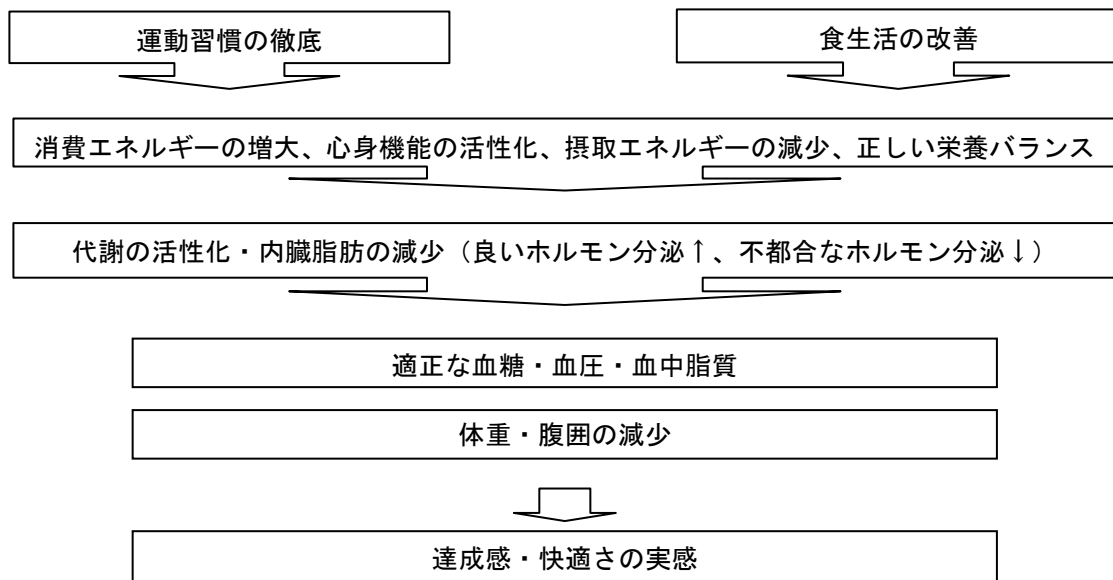 運動習慣の徹底
食生活の改善
消費エネルギーの増大、心身機能の活性化、摂取エネルギーの減少、正しい栄養バランス
代謝の活性化・内臓脂肪の減少（良いホルモン分泌↑、不都合なホルモン分泌↓）
適正な血糖・血圧・血中脂質
体重・腹囲の減少
達成感・快適さの実感